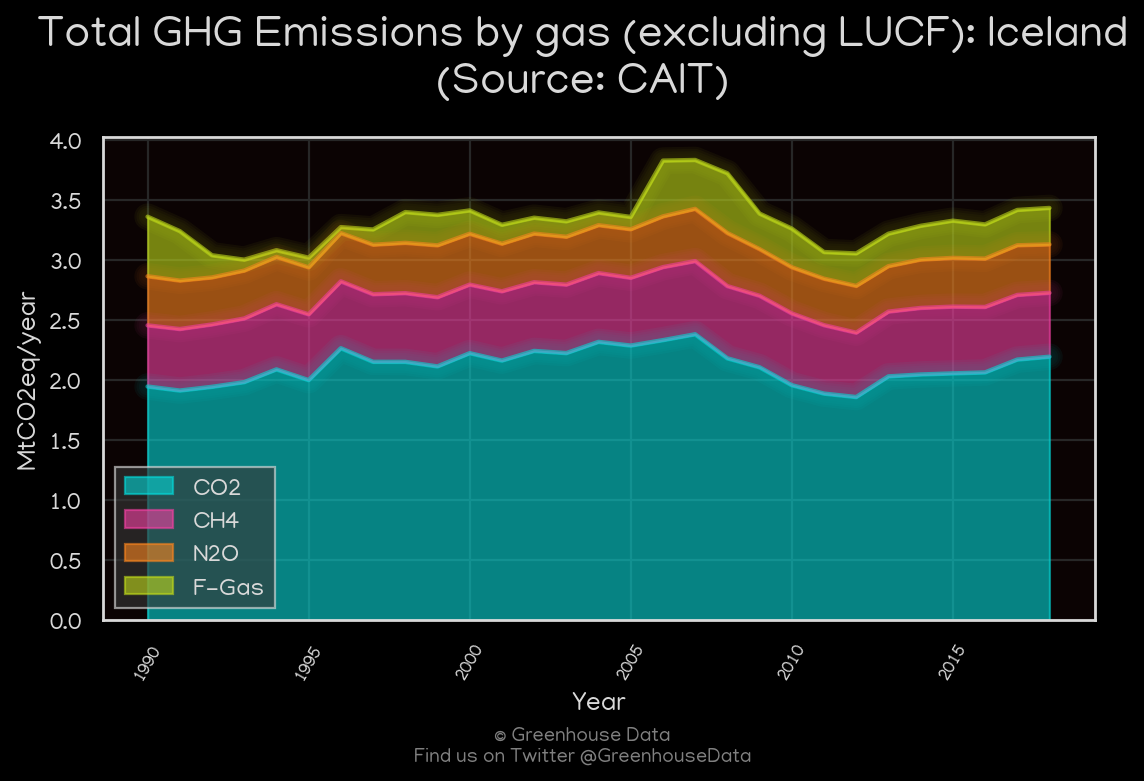 Total GHG Emissions by gas (excluding LUCF): Iceland
(Source: CAIT)
4.0
3.5
3.0
2.5
2.0
1.5
1.0
0.5
0.0
MtCO2eq/year
CO2
CH4
N2O
F-Gas
1990
1995
2000
2005
2010
2015
Year
© Greenhouse Data
Find us on Twitter @GreenhouseData